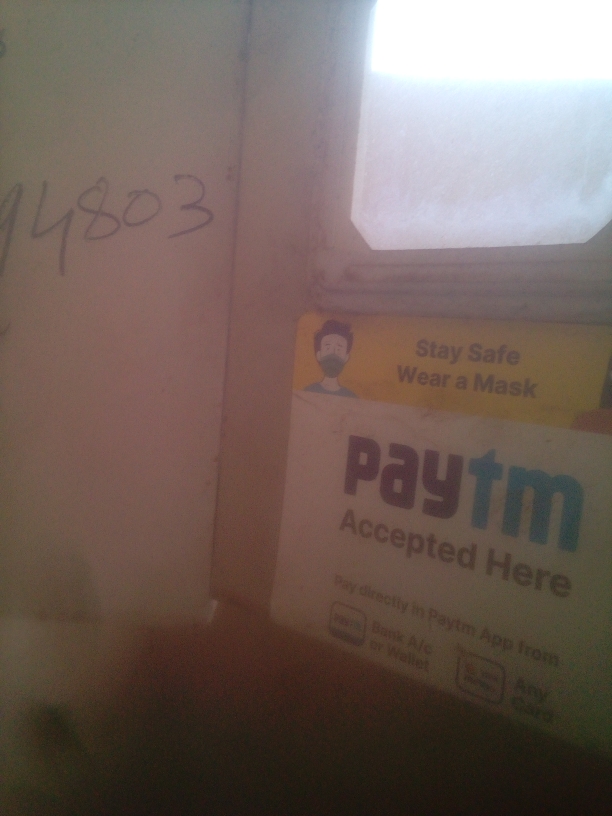 94803
Stay Safe
Wear a Mask
paytm
Accepted Here
Pay directly in Paytm App from
Bank A/c
or Wallet
Any
Card